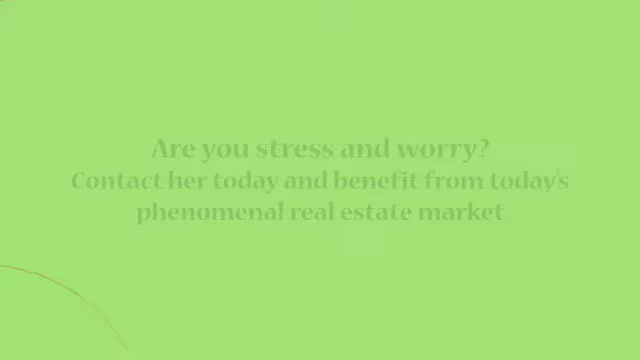 Are you stress and worry?
Contact her today and benefit from today's
phenomenal real estate market